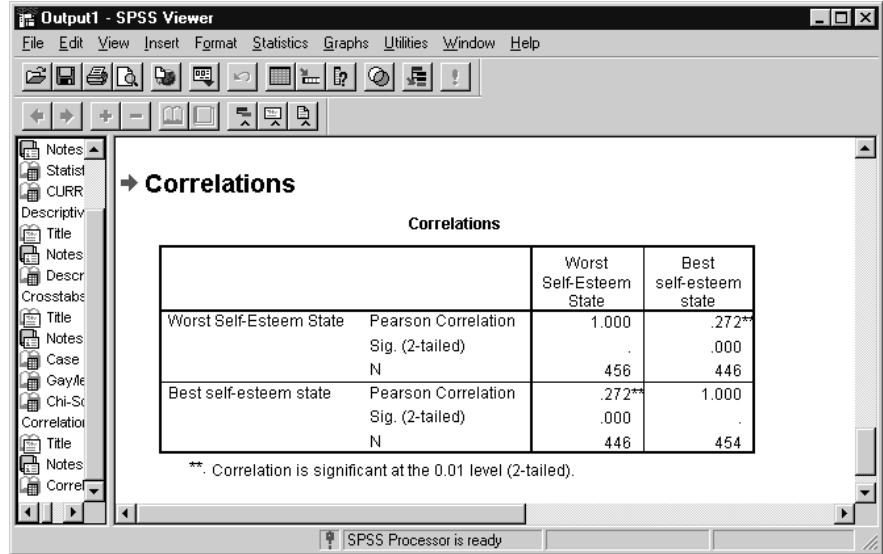 Output1 - SPSS Viewer
File Edit View Insert Format Statistics Graphs Utilities Window Help
Notes
Statist
CURR
Descriptiv
Title
Notes
Descr
Crosstabs
Title
Notes
Case
Gay/le
Chi-Sq
Correlation
Title
Notes
Correl
Correlations
Correlations
Worst Self-Esteem State
Best self-esteem state
Worst Self-Esteem State Pearson Correlation 1.000 .272**
Sig. (2-tailed) . .000
N 456 446
Best self-esteem state Pearson Correlation .272** 1.000
Sig. (2-tailed) .000 .
N 446 454
**. Correlation is significant at the 0.01 level (2-tailed).
SPSS Processor is ready